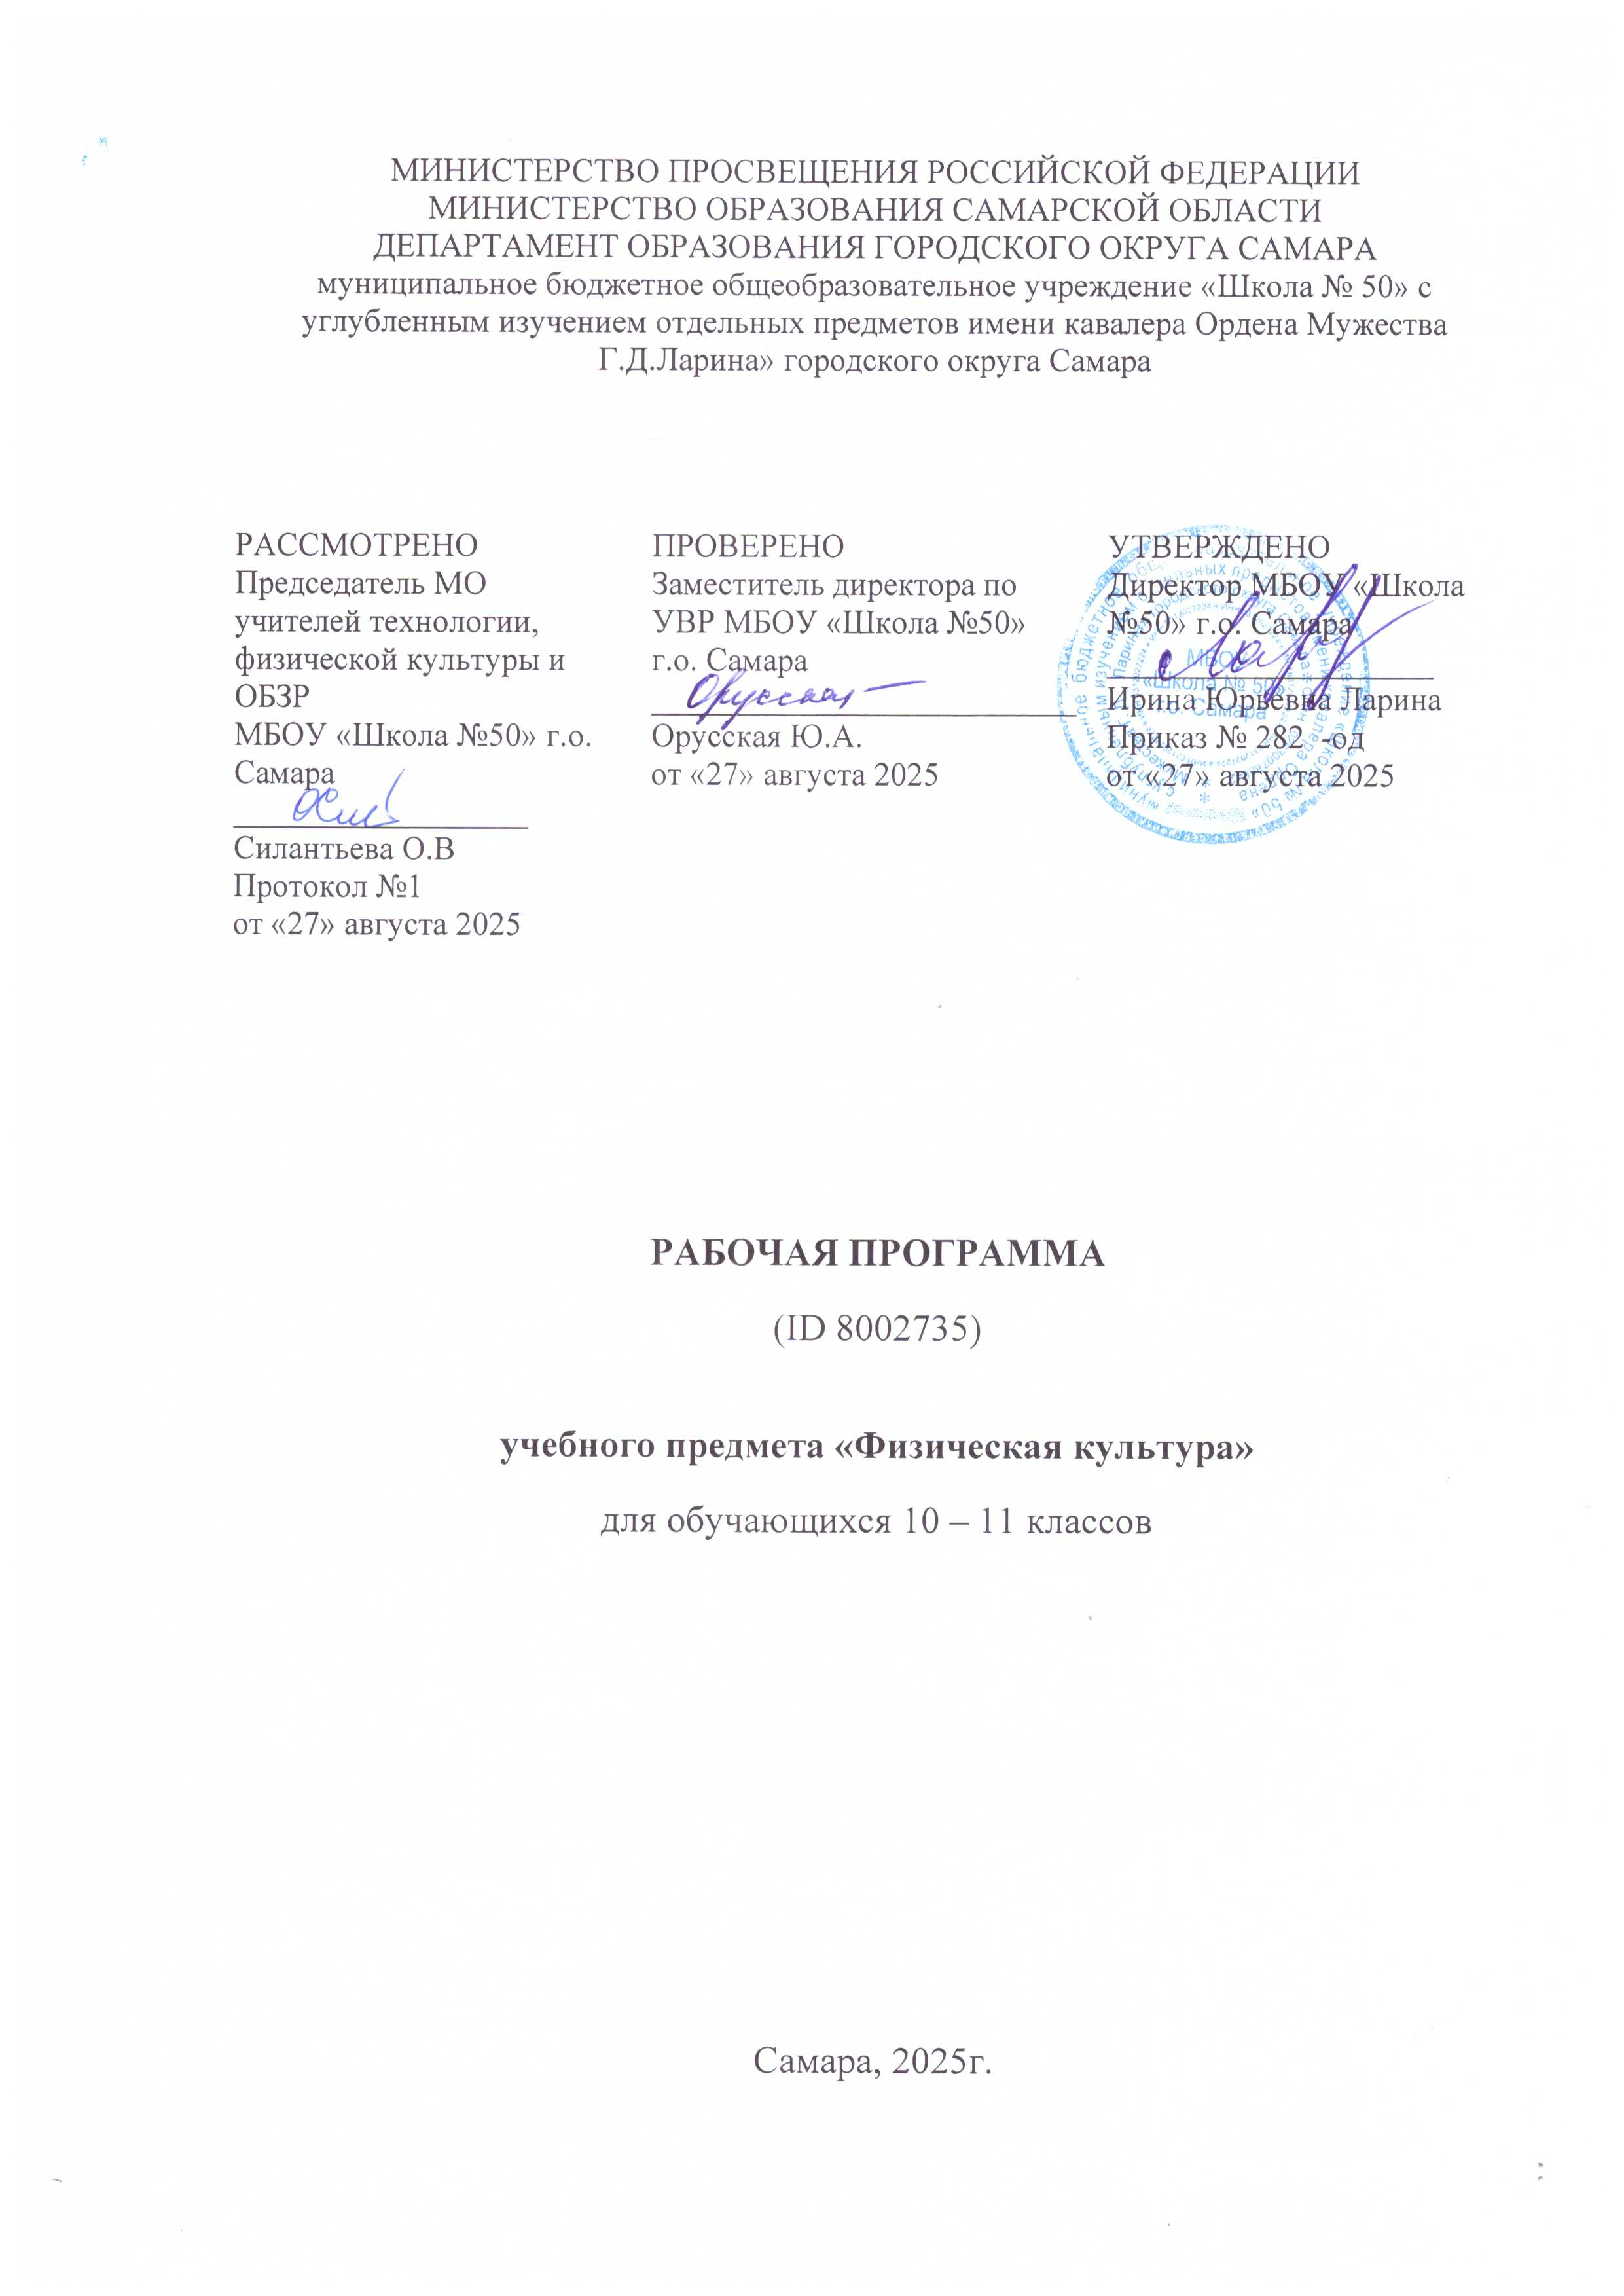 МИНИСТЕРСТВО ПРОСВЕЩЕНИЯ РОССИЙСКОЙ ФЕДЕРАЦИИ
МИНИСТЕРСТВО ОБРАЗОВАНИЯ САМАРСКОЙ ОБЛАСТИ
ДЕПАРТАМЕНТ ОБРАЗОВАНИЯ ГОРОДСКОГО ОКРУГА САМАРА
муниципальное бюджетное общеобразовательное учреждение «Школа № 50» с
углубленным изучением отдельных предметов имени кавалера Ордена Мужества
Г.Д.Ларина» городского округа Самара
РАССМОТРЕНО
Председатель МО
учителей технологии,
физической культуры и
ОБЗР
МБОУ «Школа №50» г.о.
Самара
Силантьева О.В
Протокол №1
от «27» августа 2025
ПРОВЕРЕНО
Заместитель директора по
УВР МБОУ «Школа №50»
г.о. Самара
Орусская Ю.А.
от «27» августа 2025
УТВЕРЖДЕНО
Директор МБОУ «Школа
№50» г.о. Самара
Ирина Юрьевна Ларина
Приказ № 282 -од
от «27» августа 2025
МБОУ
«Школа № 50»
г.о. Самара
РАБОЧАЯ ПРОГРАММА
(ID 8002735)
учебного предмета «Физическая культура»
для обучающихся 10 – 11 классов
Самара, 2025г.